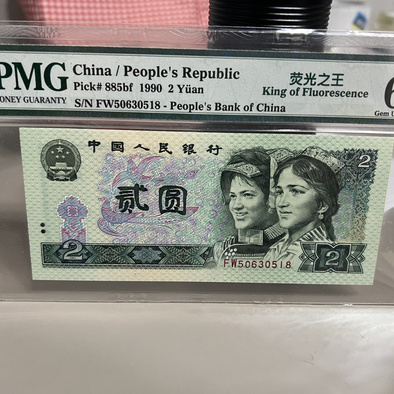 PMG
MONEY GUARANTY
China / People's Republic
Pick# 885bf 1990 2 Yüan
S/N FW50630518 - People's Bank of China
荧光之王
King of Fluorescence
6
Gem U
中国人民银行
贰圆
2
2
FW50630518
2